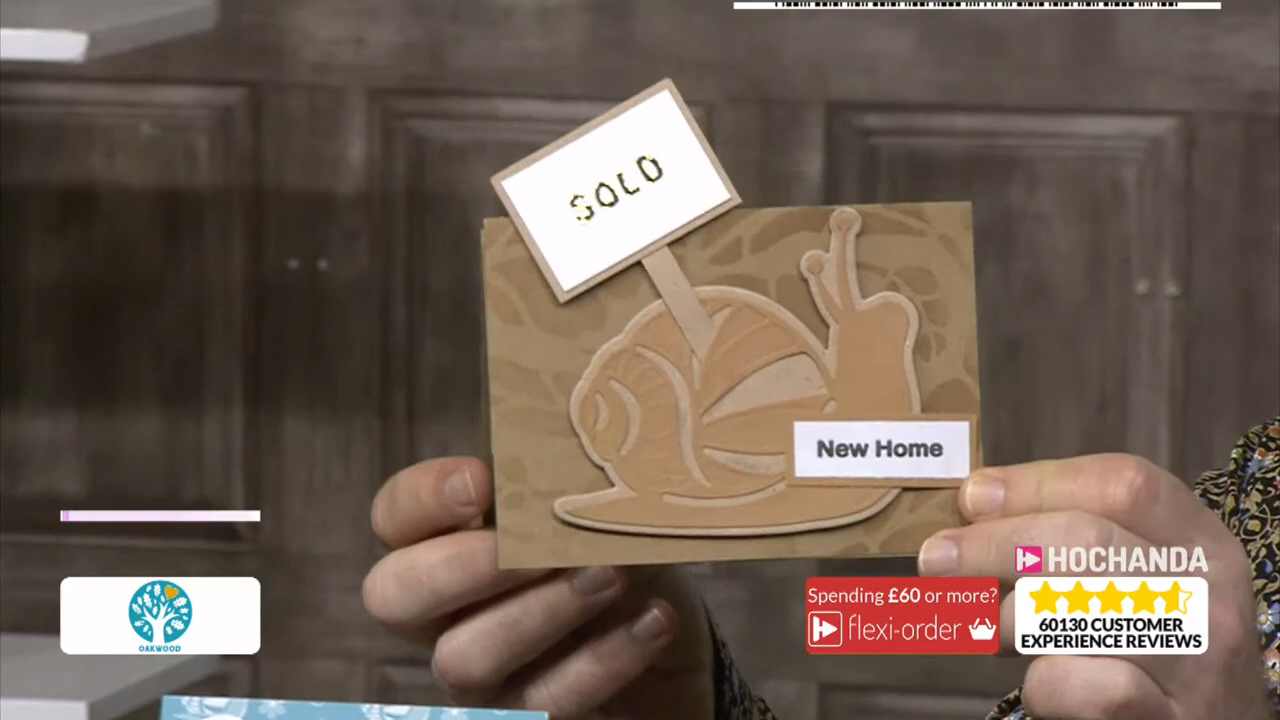 SOLD
New Home
OAKWOOD
Spending £60 or more?
flexi-order
HOCHANDA
60130 CUSTOMER
EXPERIENCE REVIEWS